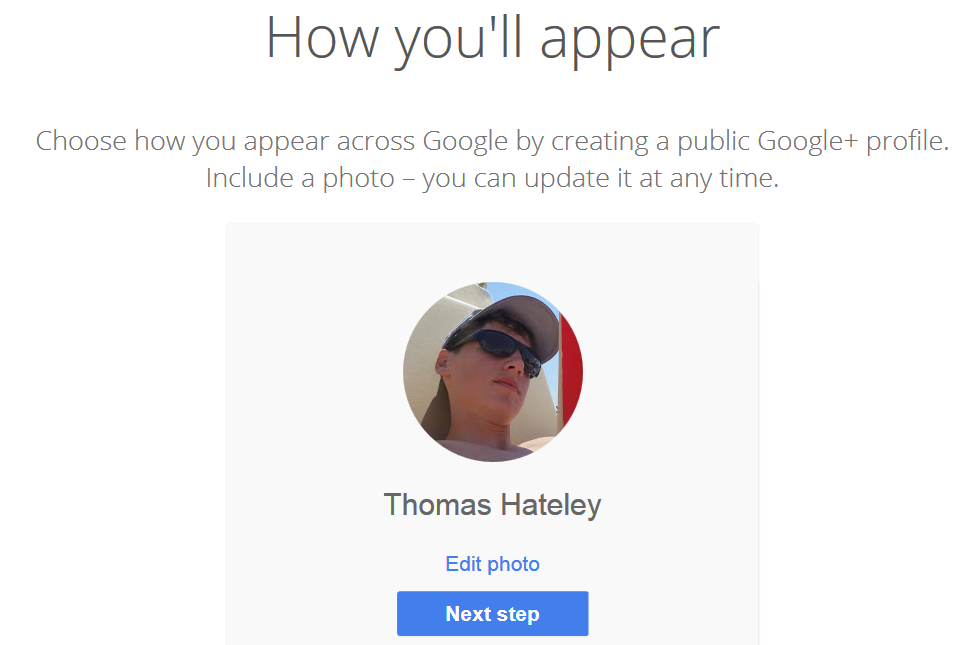 How you'll appear
Choose how you appear across Google by creating a public Google+ profile.
Include a photo – you can update it at any time.
Thomas Hateley
Edit photo
Next step